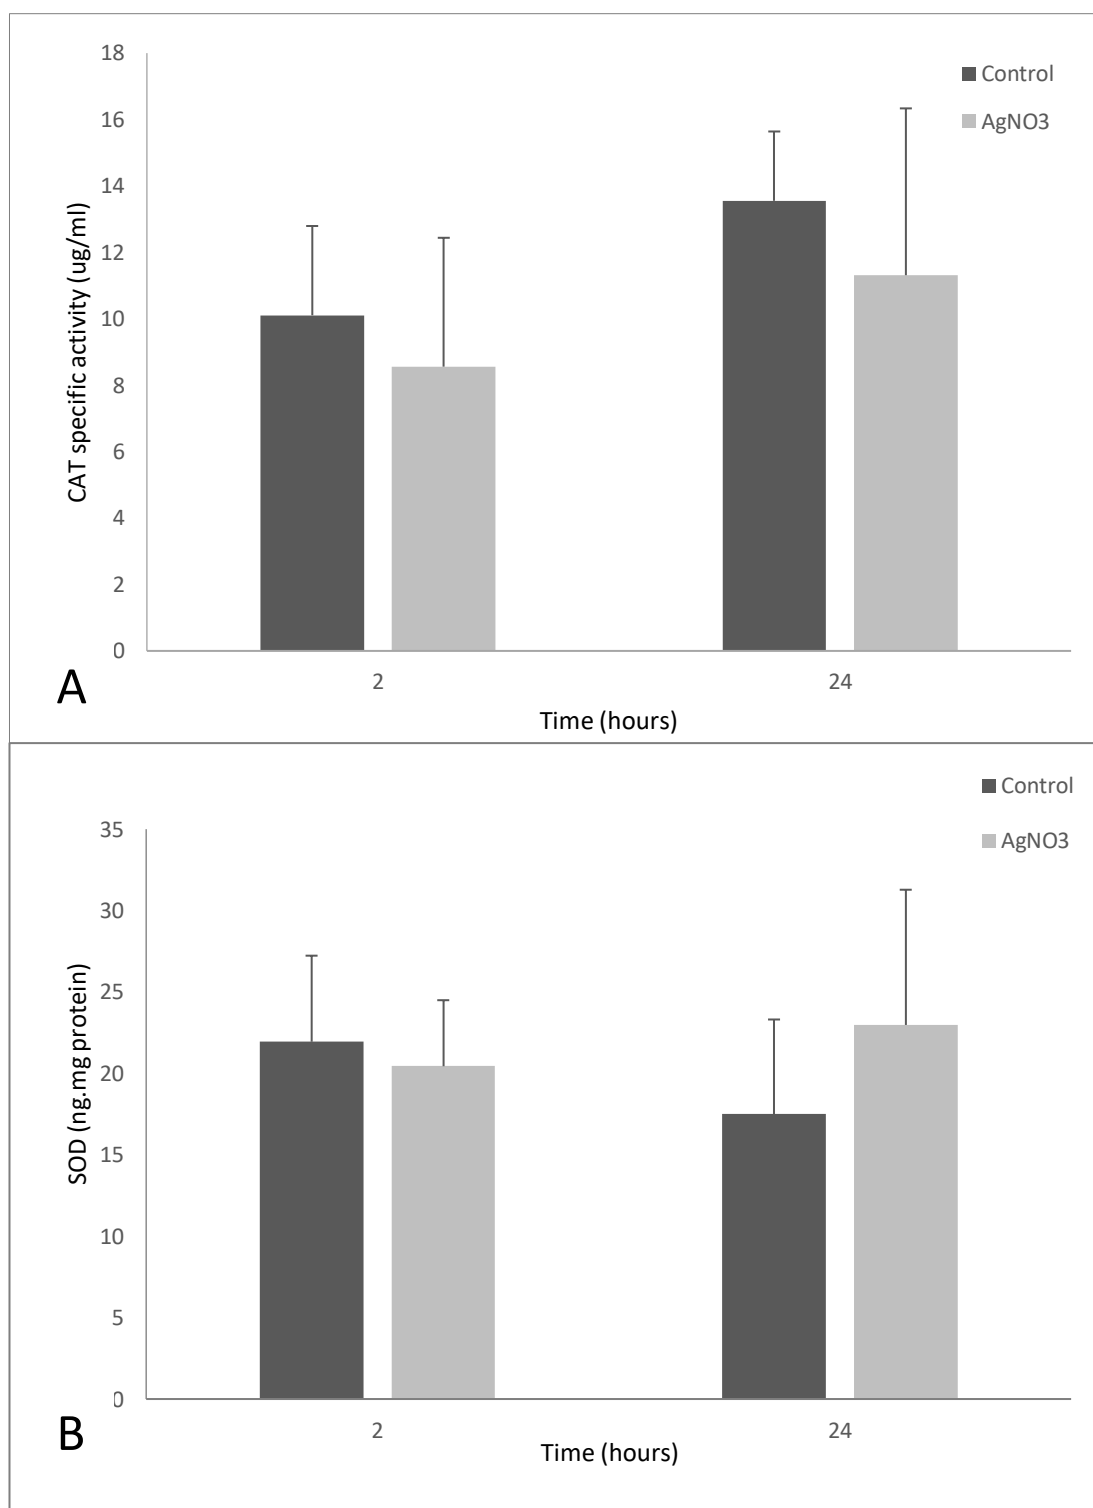 18
16
14
12
10
8
6
4
2
0
CAT specific activity (ug/ml)
Control
AgNO3
2
24
Time (hours)
A
Control
AgNO3
35
30
25
20
15
10
5
0
SOD (ng.mg protein)
2
24
Time (hours)
B